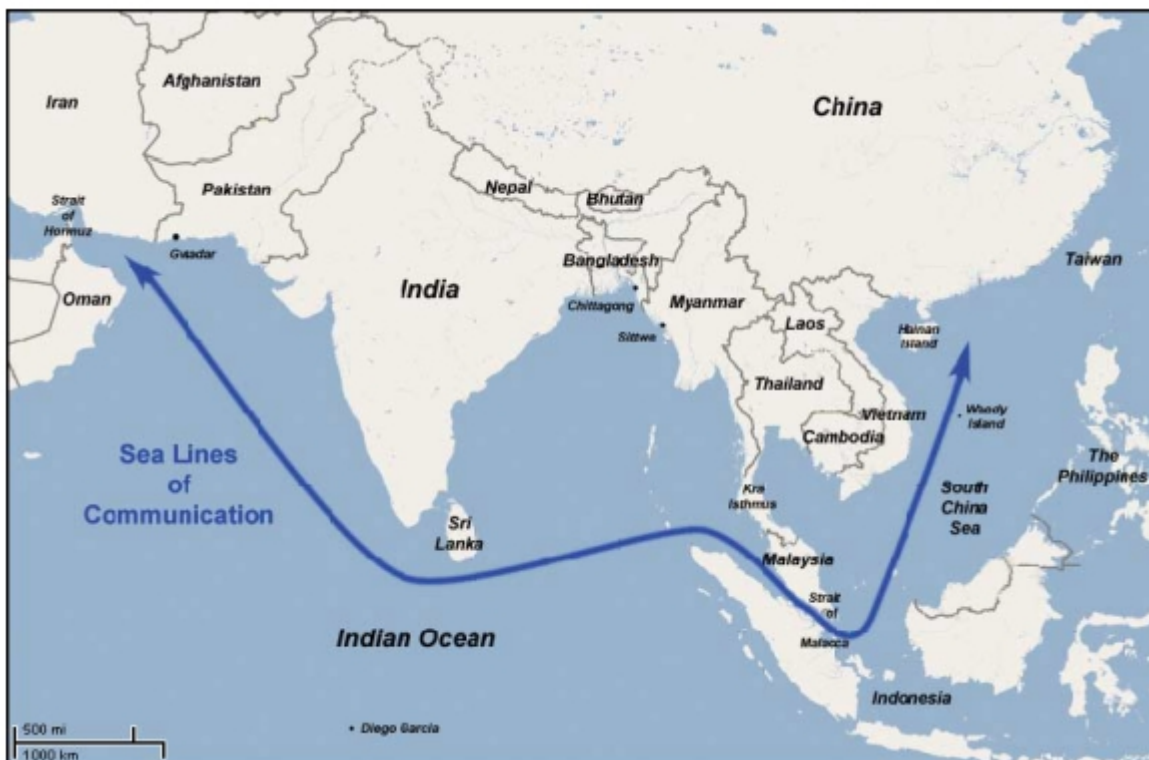 Afghanistan
Iran
China
Pakistan
Nepal
Bhutan
Strait
of
Hormuz
Gwadar
Oman
India
Bangladesh
Chittagong
Sittwe
Myanmar
Laos
Hainan
Island
Taiwan
Thailand
Vietnam
Cambodia
Woody
Island
The
Philippines
Sea Lines
of
Communication
Kra
Isthmus
South
China
Sea
Sri
Lanka
Malaysia
Strait
of
Malacca
Indian Ocean
Indonesia
Diego Garcia
500 mi
1000 km